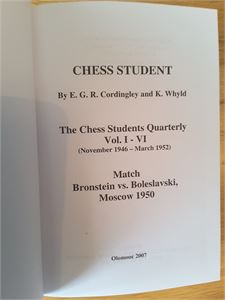 CHESS STUDENT
By E. G. R. Cordingley and K. Whyld
The Chess Students Quarterly
Vol. I - VI
(November 1946 – March 1952)
Match
Bronstein vs. Boleslavski,
Moscow 1950
Olomouc 2007